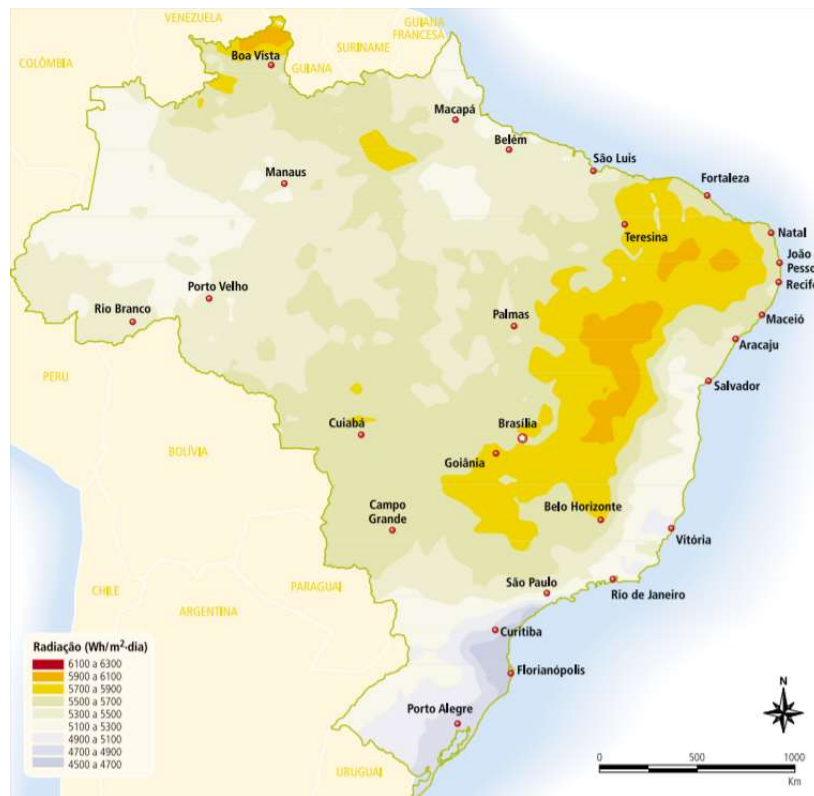 VENEZUELA
GUIANA
FRANCESA
SURINAME
COLÔMBIA
Boa Vista
GUIANA
Macapá
Belém
São Luis
Fortaleza
Manaus
Teresina
Natal
João
Pesso
Recife
Porto Velho
Rio Branco
Palmas
Maceió
Aracaju
PERU
Salvador
Cuiabá
Brasília
BOLÍVIA
Goiânia
Campo
Grande
Belo Horizonte
Vitória
CHILE
PARAGUAI
São Paulo
Rio de Janeiro
ARGENTINA
Curitiba
Radiação (Wh/m²-dia)
6100 a 6300
5900 a 6100
5700 a 5900
5500 a 5700
5300 a 5500
5100 a 5300
4900 a 5100
4700 a 4900
4500 a 4700
Florianópolis
Porto Alegre
N
URUGUAI
0 500 1000
Km